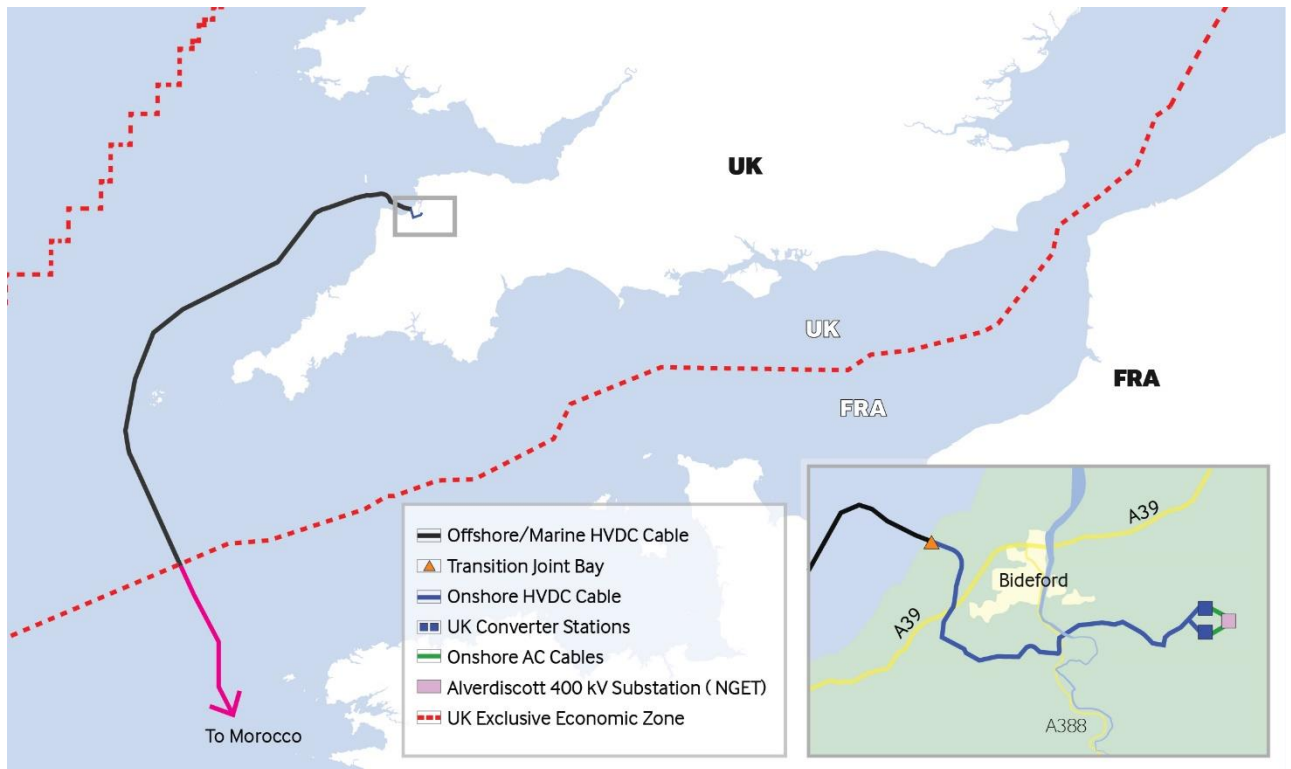 UK
UK
FRA
FRA
To Morocco
Offshore/Marine HVDC Cable
Transition Joint Bay
Onshore HVDC Cable
UK Converter Stations
Onshore AC Cables
Alverdiscott 400 kV Substation ( NGET)
UK Exclusive Economic Zone
A39
Bideford
A39
A388